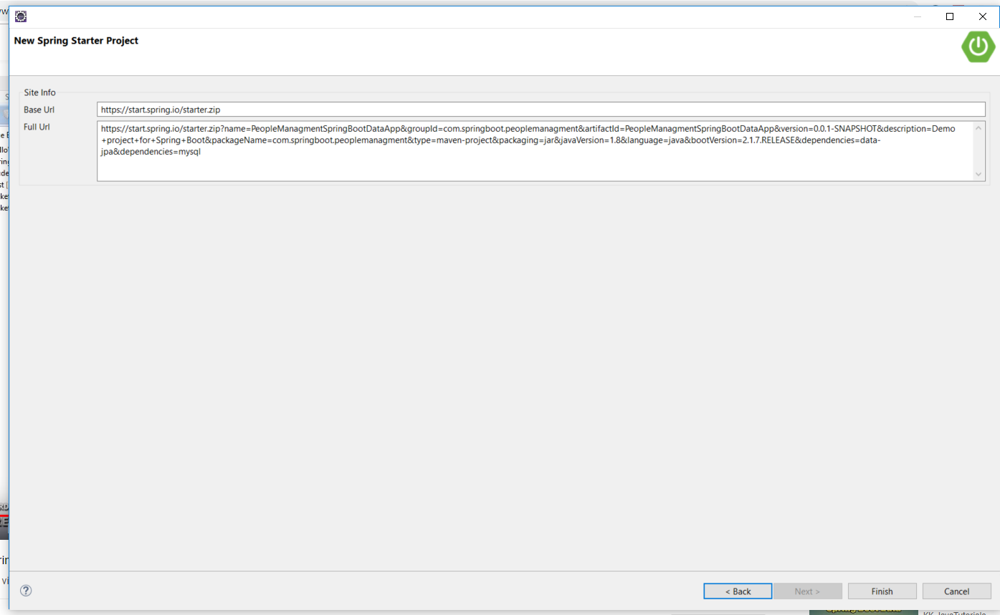 New Spring Starter Project
Site Info
Base Url
https://start.spring.io/starter.zip
Full Url
https://start.spring.io/starter.zip?name=PeopleManagmentSpringBootDataApp&groupId=com.springboot.peoplemanagment&artifactId=PeopleManagmentSpringBootDataApp&version=0.0.1-SNAPSHOT&description=Demo
+project+for+Spring+Boot&packageName=com.springboot.peoplemanagment&type=maven-project&packaging=jar&javaVersion=1.8&language=java&bootVersion=2.1.7.RELEASE&dependencies=data-
jpa&dependencies=mysql
?
< Back
Next >
Finish
Cancel